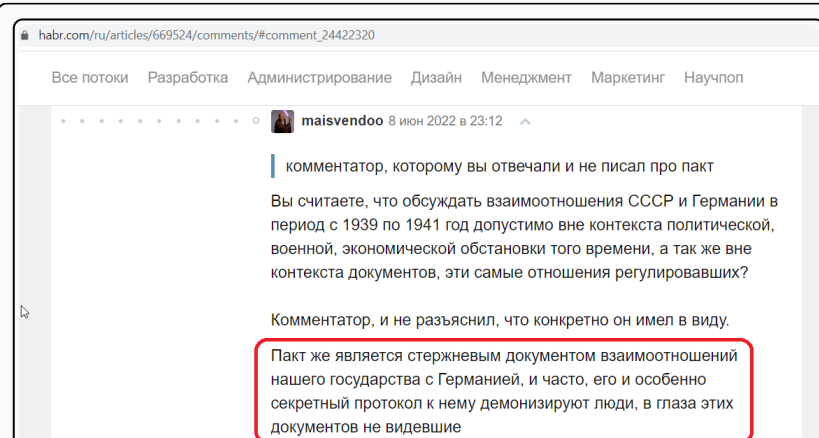 habr.com/ru/articles/669524/comments/#comment_24422320
Все потоки Разработка Администрирование Дизайн Менеджмент Маркетинг Научпоп
maisvendoo 8 июн 2022 в 23:12
комментатор, которому вы отвечали и не писал про пакт
Вы считаете, что обсуждать взаимоотношения СССР и Германии в
период с 1939 по 1941 год допустимо вне контекста политической,
военной, экономической обстановки того времени, а так же вне
контекста документов, эти самые отношения регулировавших?
Комментатор, и не разъяснил, что конкретно он имел в виду.
Пакт же является стержневым документом взаимоотношений
нашего государства с Германией, и часто, его и особенно
секретный протокол к нему демонизируют люди, в глаза этих
документов не видевшие